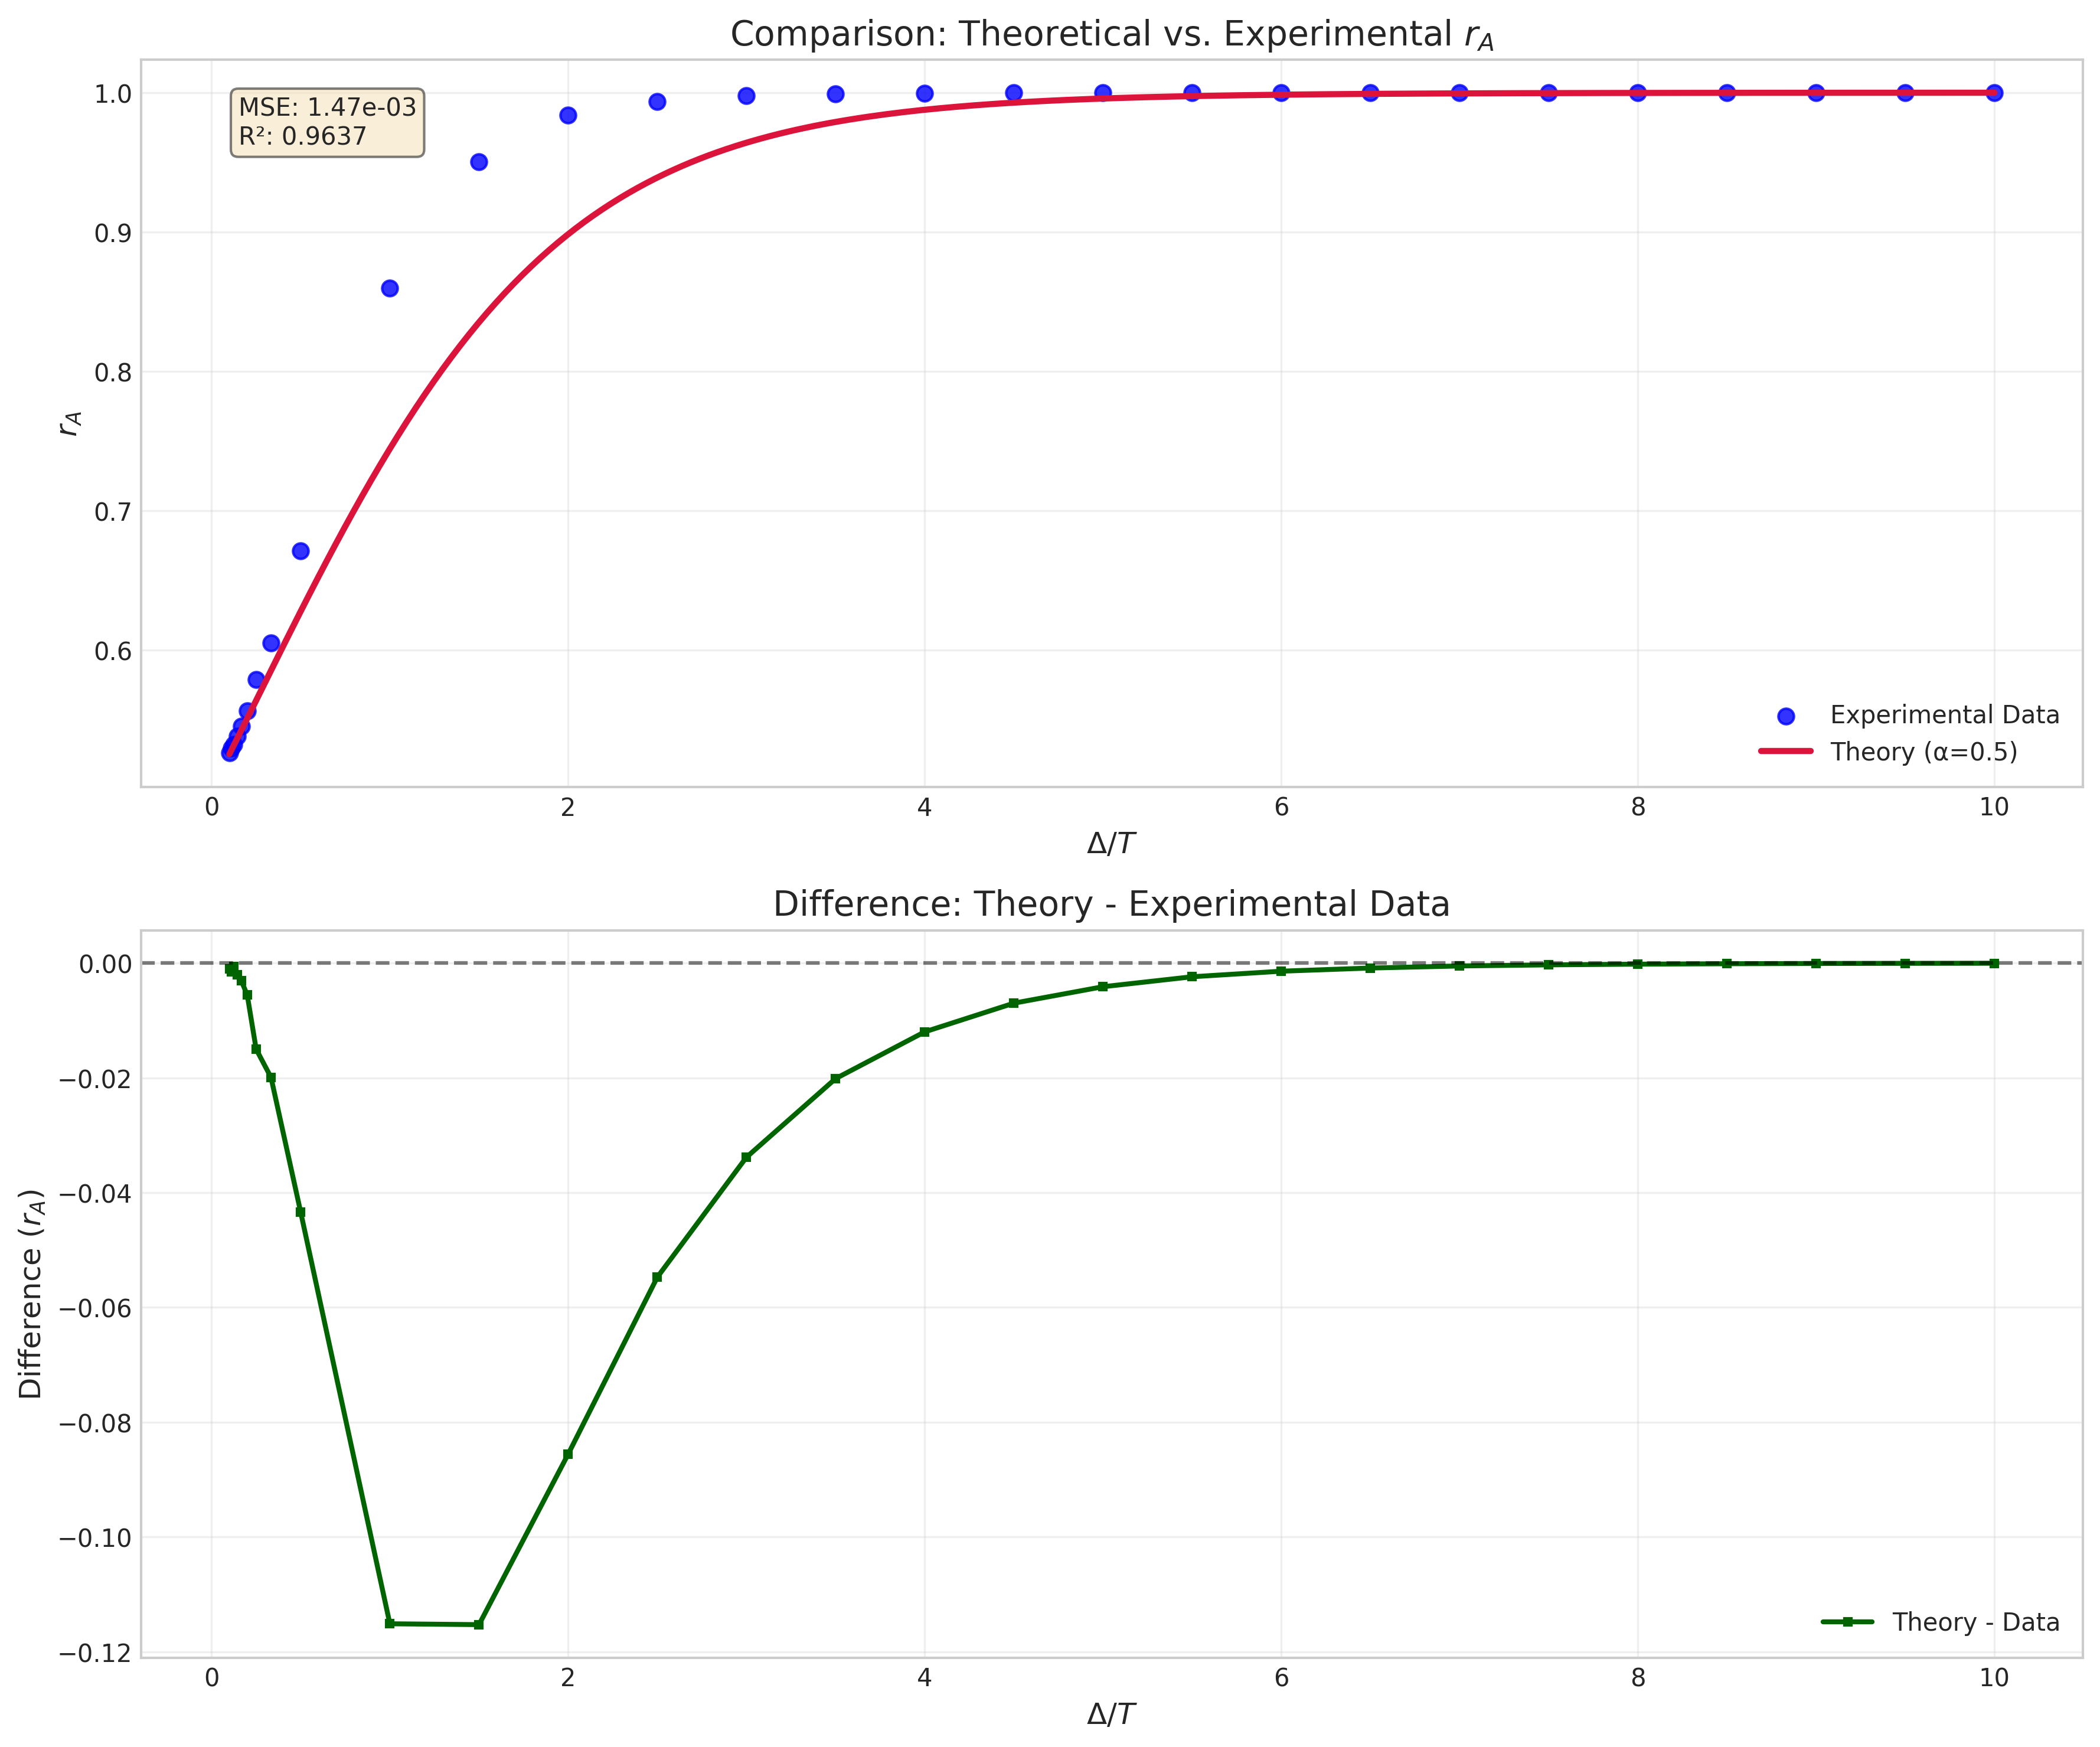 Comparison: Theoretical vs. Experimental r_A
MSE: 1.47e-03
R²: 0.9637
1.0
0.9
0.8
0.7
0.6
r_A
Experimental Data
Theory (α=0.5)
0 2 4 6 8 10
Δ/T
Difference: Theory - Experimental Data
0.00
−0.02
−0.04
−0.06
−0.08
−0.10
−0.12
Difference (r_A)
Theory - Data
0 2 4 6 8 10
Δ/T